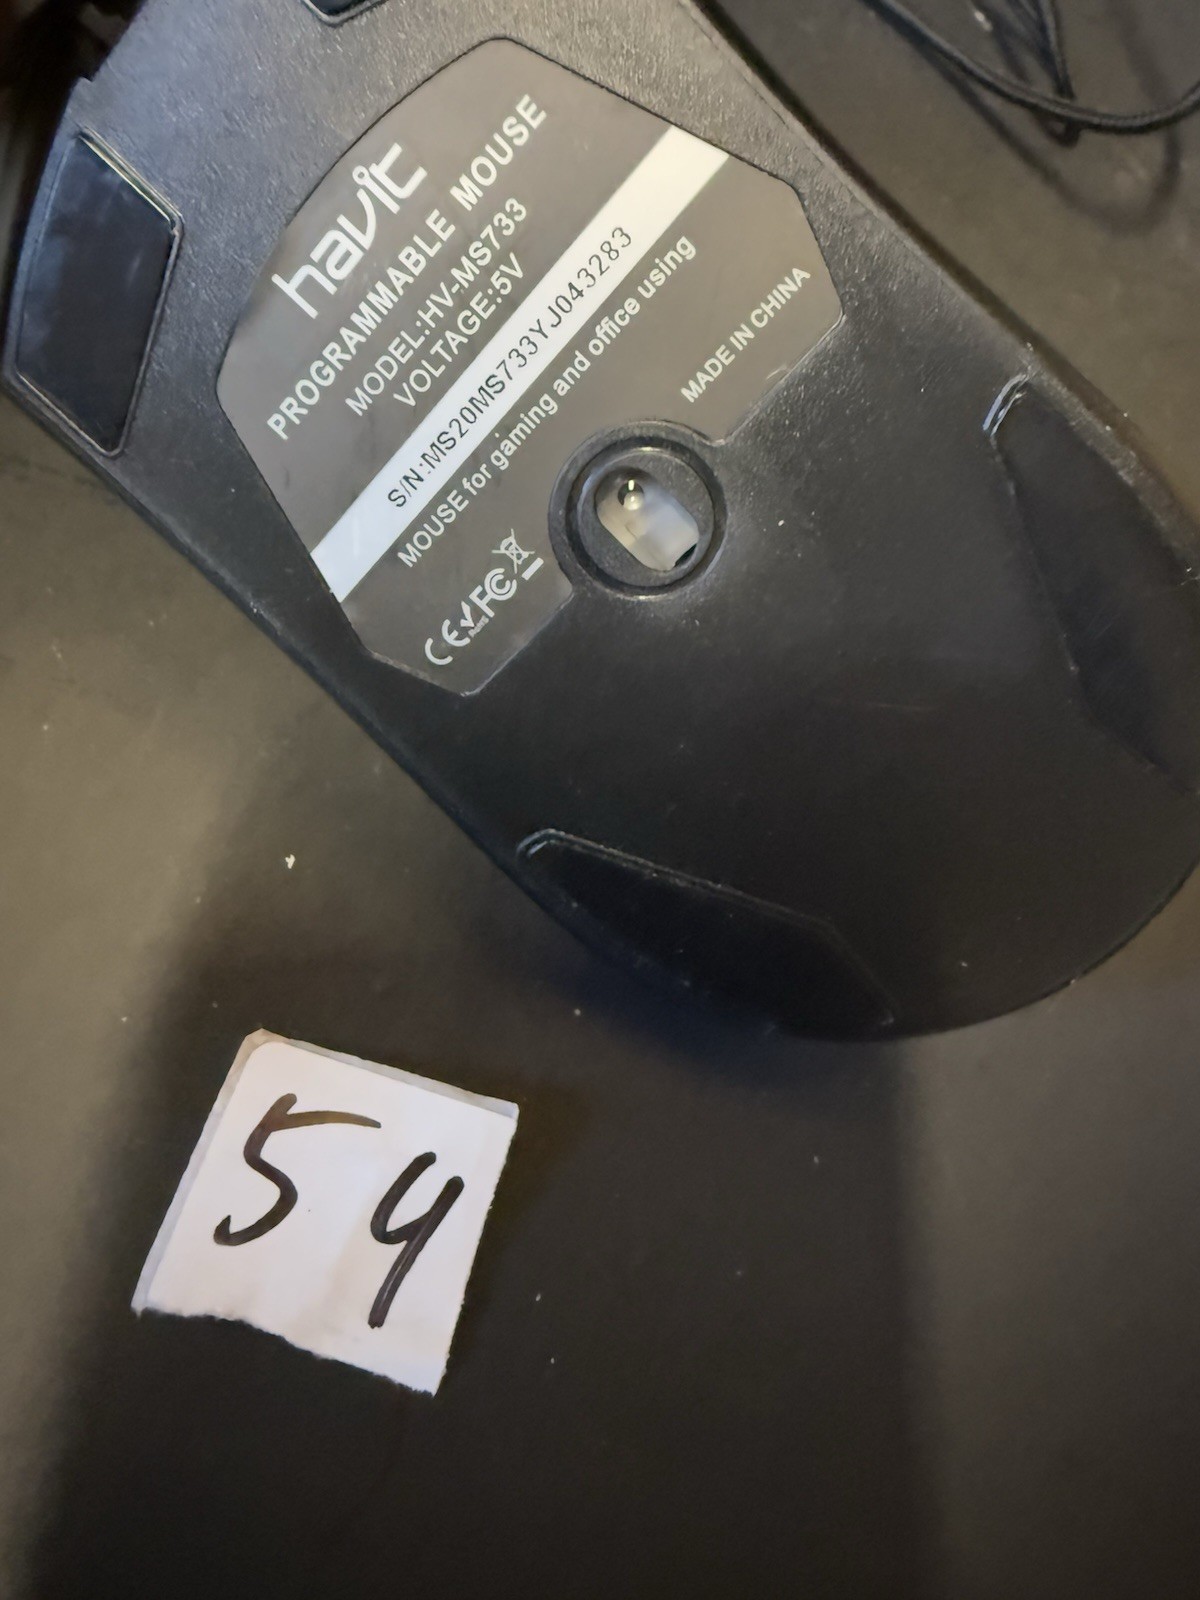 havit
PROGRAMMABLE MOUSE
MODEL:HV-MS733
VOLTAGE:5V
S/N:MS20MS733YJ043283
MOUSE for gaming and office using
MADE IN CHINA
CE RoHS FC
54